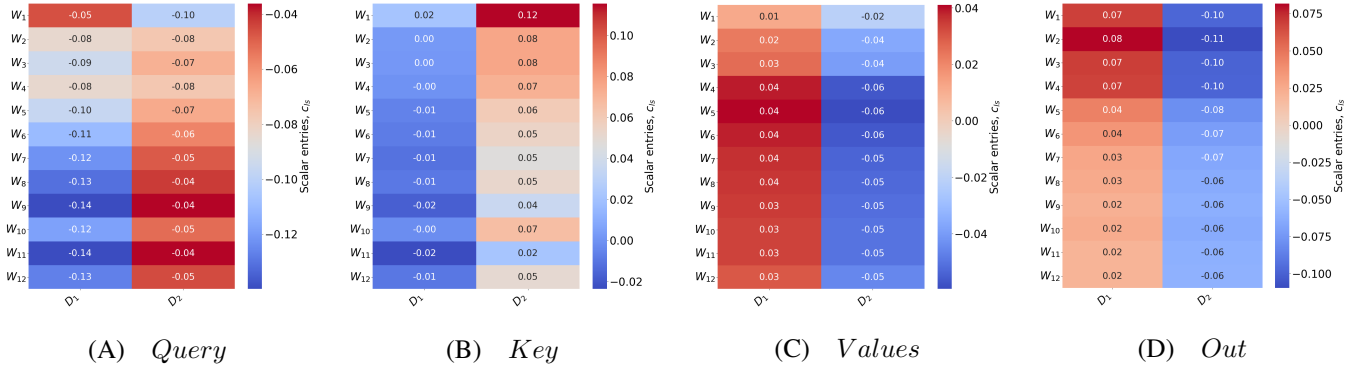 W1 -0.05 -0.10
W2 -0.08 -0.08
W3 -0.09 -0.07
W4 -0.08 -0.08
W5 -0.10 -0.07
W6 -0.11 -0.06
W7 -0.12 -0.05
W8 -0.13 -0.04
W9 -0.14 -0.04
W10 -0.12 -0.05
W11 -0.14 -0.04
W12 -0.13 -0.05
D1 D2
−0.04
−0.06
−0.08
−0.10
−0.12
Scalar entries, cls
(A) Query
W1 0.02 0.12
W2 0.00 0.08
W3 0.00 0.08
W4 -0.00 0.07
W5 -0.01 0.06
W6 -0.01 0.05
W7 -0.01 0.05
W8 -0.01 0.05
W9 -0.02 0.04
W10 -0.00 0.07
W11 -0.02 0.02
W12 -0.01 0.05
D1 D2
0.10
0.08
0.06
0.04
0.02
0.00
−0.02
Scalar entries, cls
(B) Key
W1 0.01 -0.02
W2 0.02 -0.04
W3 0.03 -0.04
W4 0.04 -0.06
W5 0.04 -0.06
W6 0.04 -0.06
W7 0.04 -0.05
W8 0.04 -0.05
W9 0.03 -0.05
W10 0.03 -0.05
W11 0.03 -0.05
W12 0.03 -0.05
D1 D2
0.04
0.02
0.00
−0.02
−0.04
Scalar entries, cls
(C) Values
W1 0.07 -0.10
W2 0.08 -0.11
W3 0.07 -0.10
W4 0.07 -0.10
W5 0.04 -0.08
W6 0.04 -0.07
W7 0.03 -0.07
W8 0.03 -0.06
W9 0.02 -0.06
W10 0.02 -0.06
W11 0.02 -0.06
W12 0.02 -0.06
D1 D2
0.075
0.050
0.025
0.000
−0.025
−0.050
−0.075
−0.100
Scalar entries, cls
(D) Out